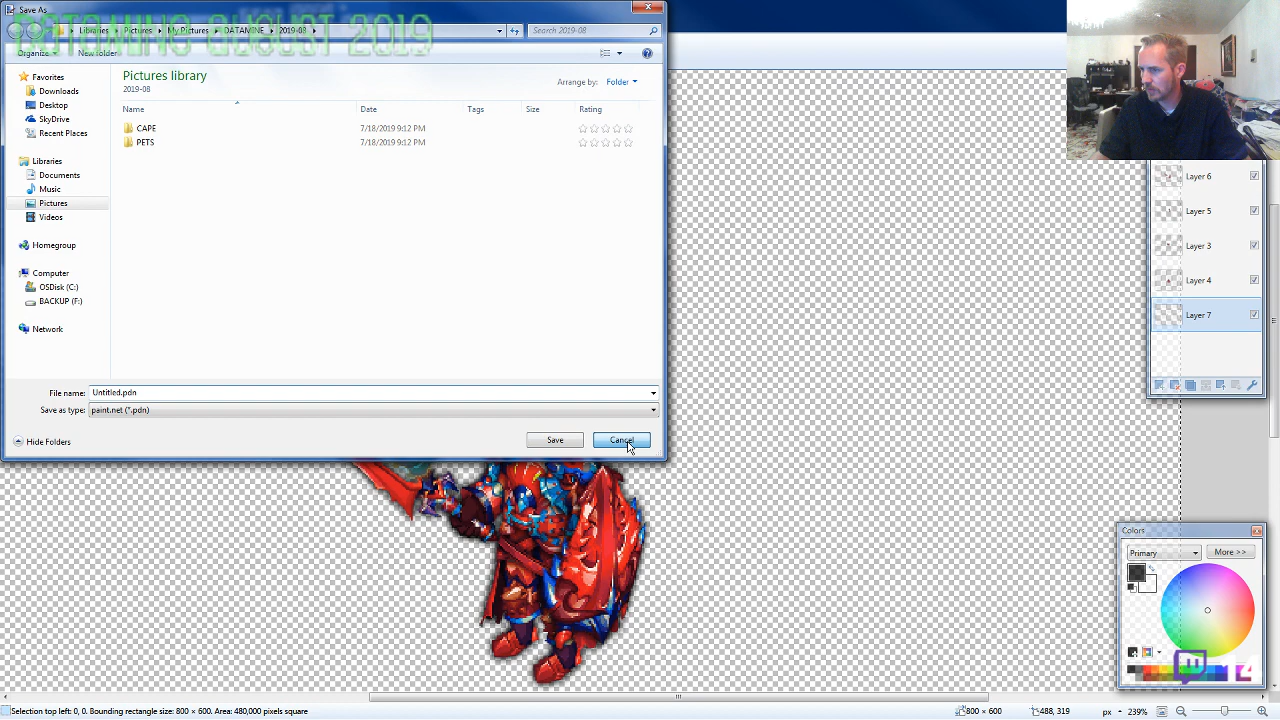 Save As
Libraries Pictures My Pictures DATAMINE 2019-08 Search 2019-08
AUGUST 2019
Organize New folder
Favorites
Downloads
Desktop
SkyDrive
Recent Places
Libraries
Documents
Music
Pictures
Videos
Homegroup
Computer
OSDisk (C:)
BACKUP (F:)
Network
Pictures library
2019-08
Arrange by: Folder
Name Date Tags Size Rating
CAPE 7/18/2019 9:12 PM
PETS 7/18/2019 9:12 PM
File name: Untitled.pdn
Save as type: paint.net (*.pdn)
Hide Folders Save Cancel
Layer 6
Layer 5
Layer 3
Layer 4
Layer 7
Colors
Primary More >>
14
Selection top left: 0, 0. Bounding rectangle size: 800 × 600. Area: 480,000 pixels square 800 × 600 488, 319 px 239%